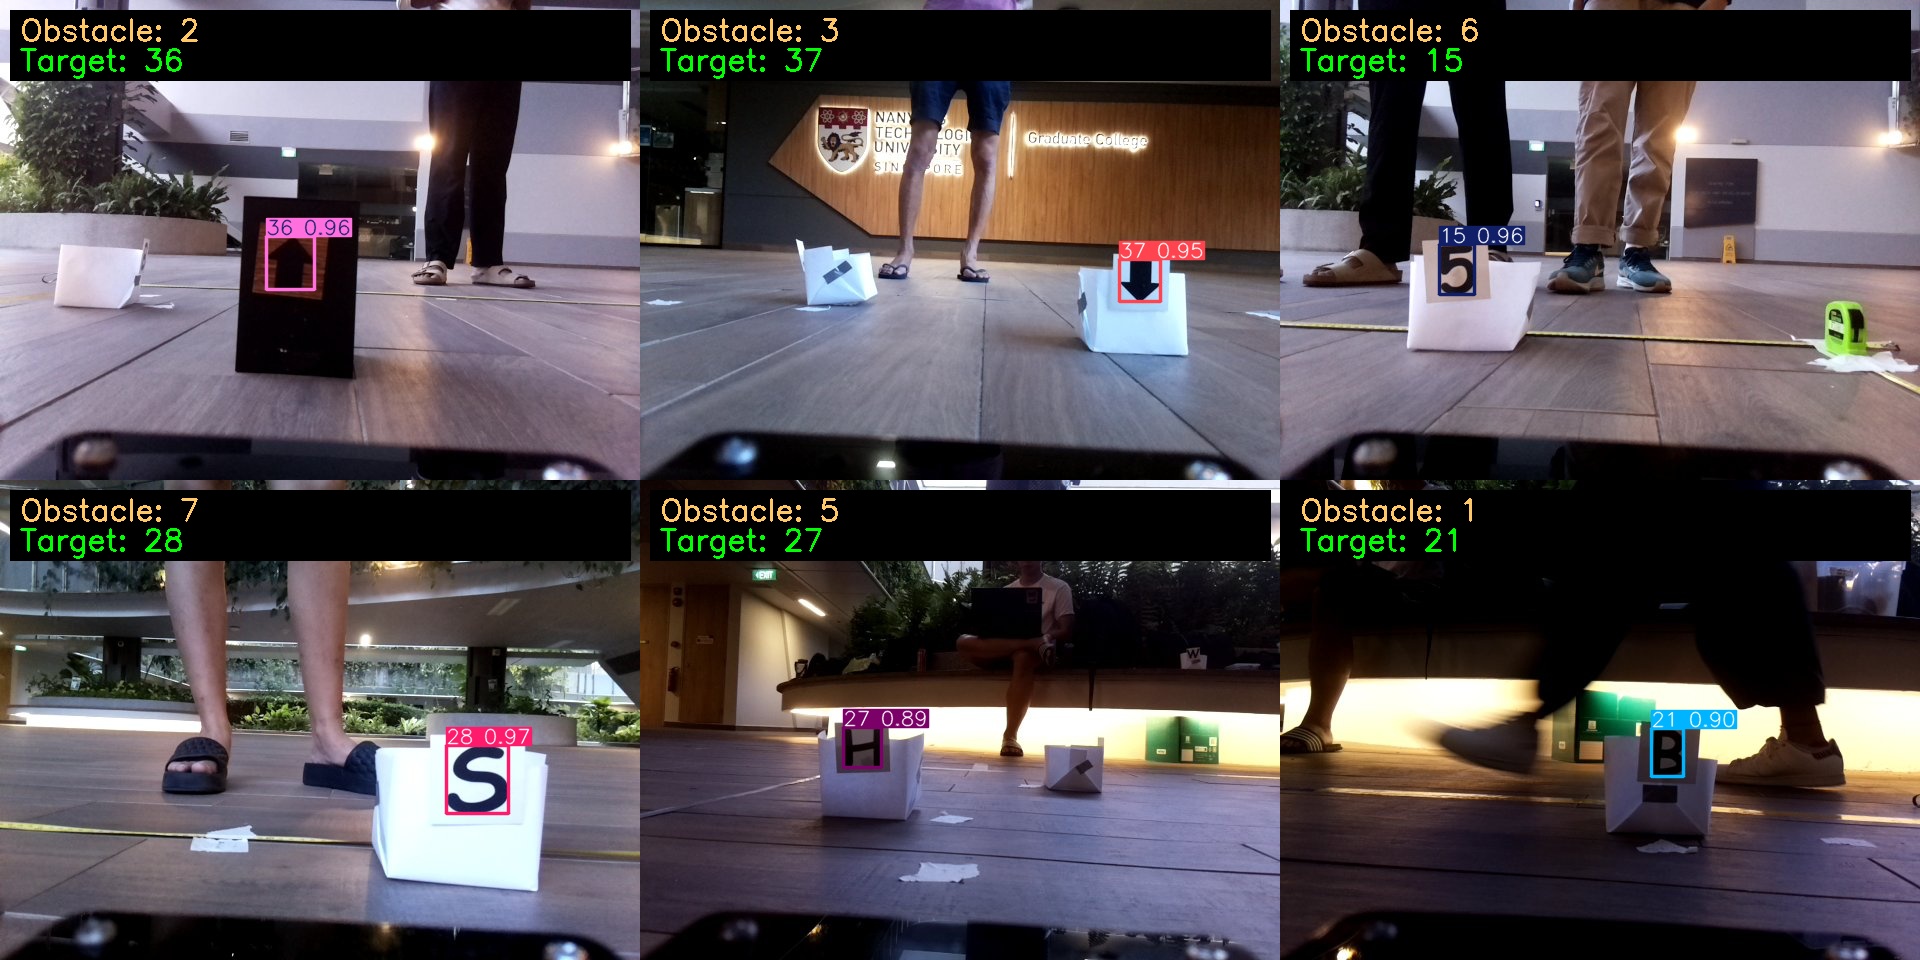 Obstacle: 2
Target: 36
36 0.96
Obstacle: 3
Target: 37
NANYANG
TECHNOLOGICAL
UNIVERSITY
SINGAPORE
Graduate College
37 0.95
Obstacle: 6
Target: 15
15 0.96
5
Obstacle: 7
Target: 28
28 0.97
S
Obstacle: 5
Target: 27
EXIT
W
27 0.89
H
Obstacle: 1
Target: 21
21 0.90
B